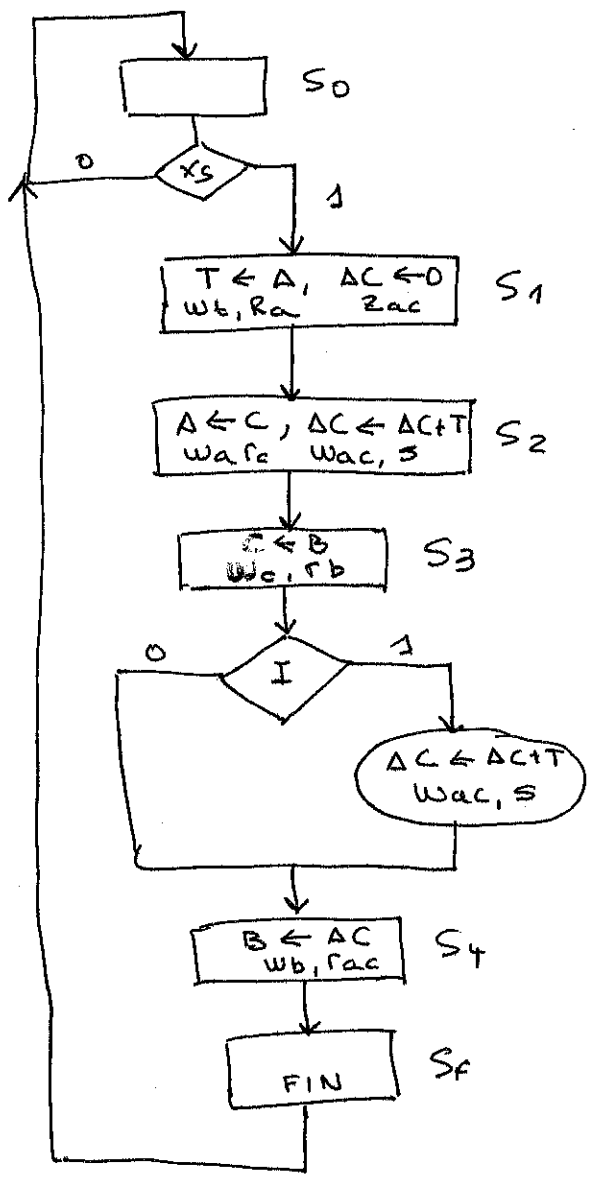 S0
0
xs
1
T ← A, AC ← 0
wt, Ra zac
S1
A ← C, AC ← AC+T
wa rc wac, s
S2
C ← B
wc, rb
S3
0
1
I
AC ← AC+T
wac, s
B ← AC
wb, rac
S4
FIN
Sf